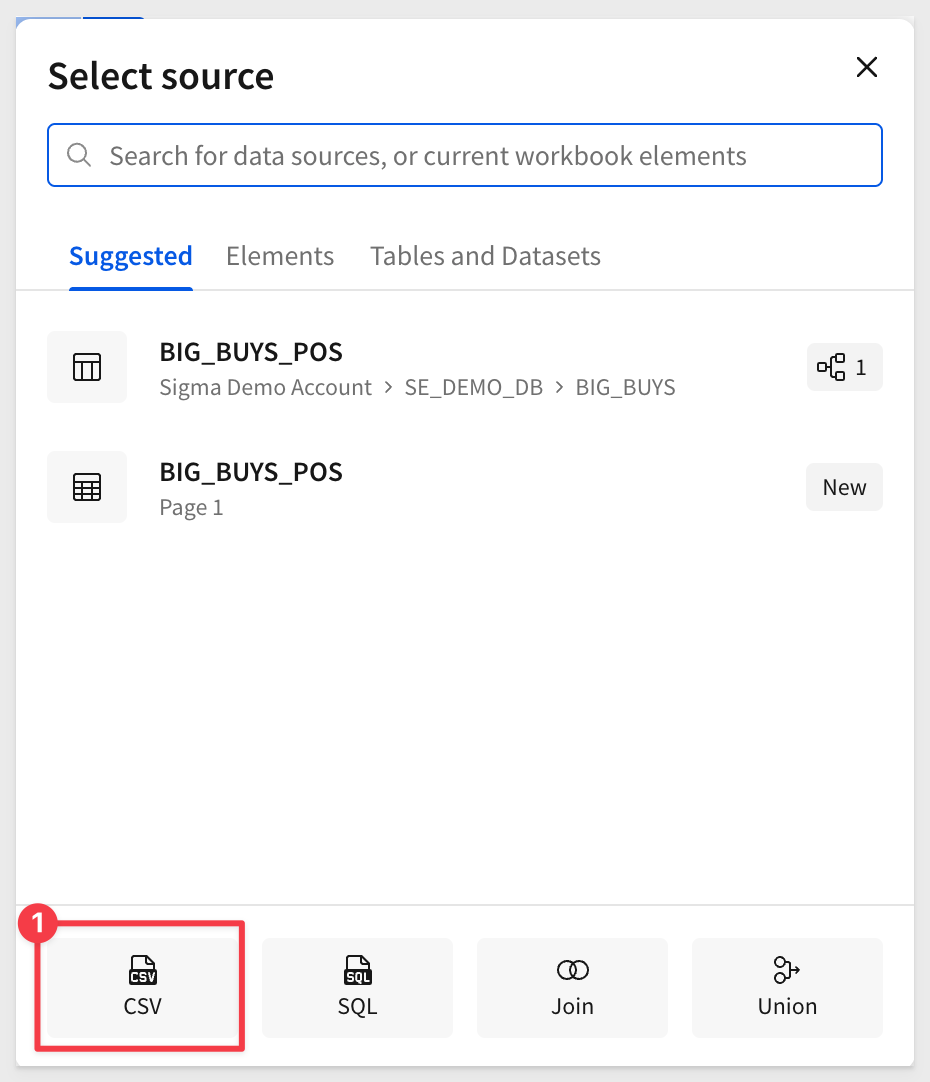 Select source
Search for data sources, or current workbook elements
Suggested Elements Tables and Datasets
BIG_BUYS_POS
Sigma Demo Account > SE_DEMO_DB > BIG_BUYS
1
BIG_BUYS_POS
Page 1
New
1
CSV SQL
CSV SQL Join Union